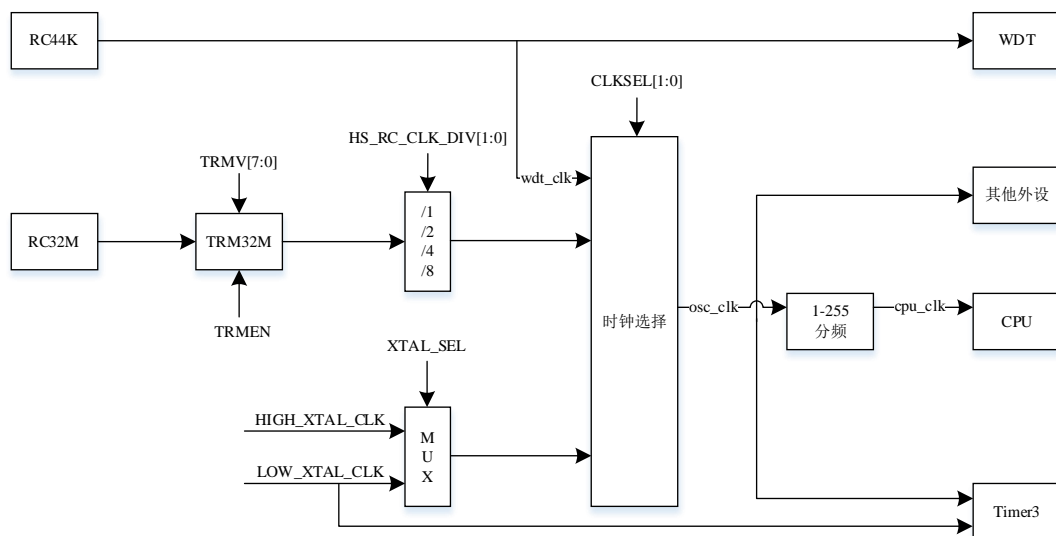 RC44K
WDT
CLKSEL[1:0]
HS_RC_CLK_DIV[1:0]
TRMV[7:0]
wdt_clk
其他外设
/1
/2
/4
/8
RC32M
TRM32M
osc_clk
1-255
分频
cpu_clk
CPU
时钟选择
TRMEN
XTAL_SEL
HIGH_XTAL_CLK
M
U
X
LOW_XTAL_CLK
Timer3